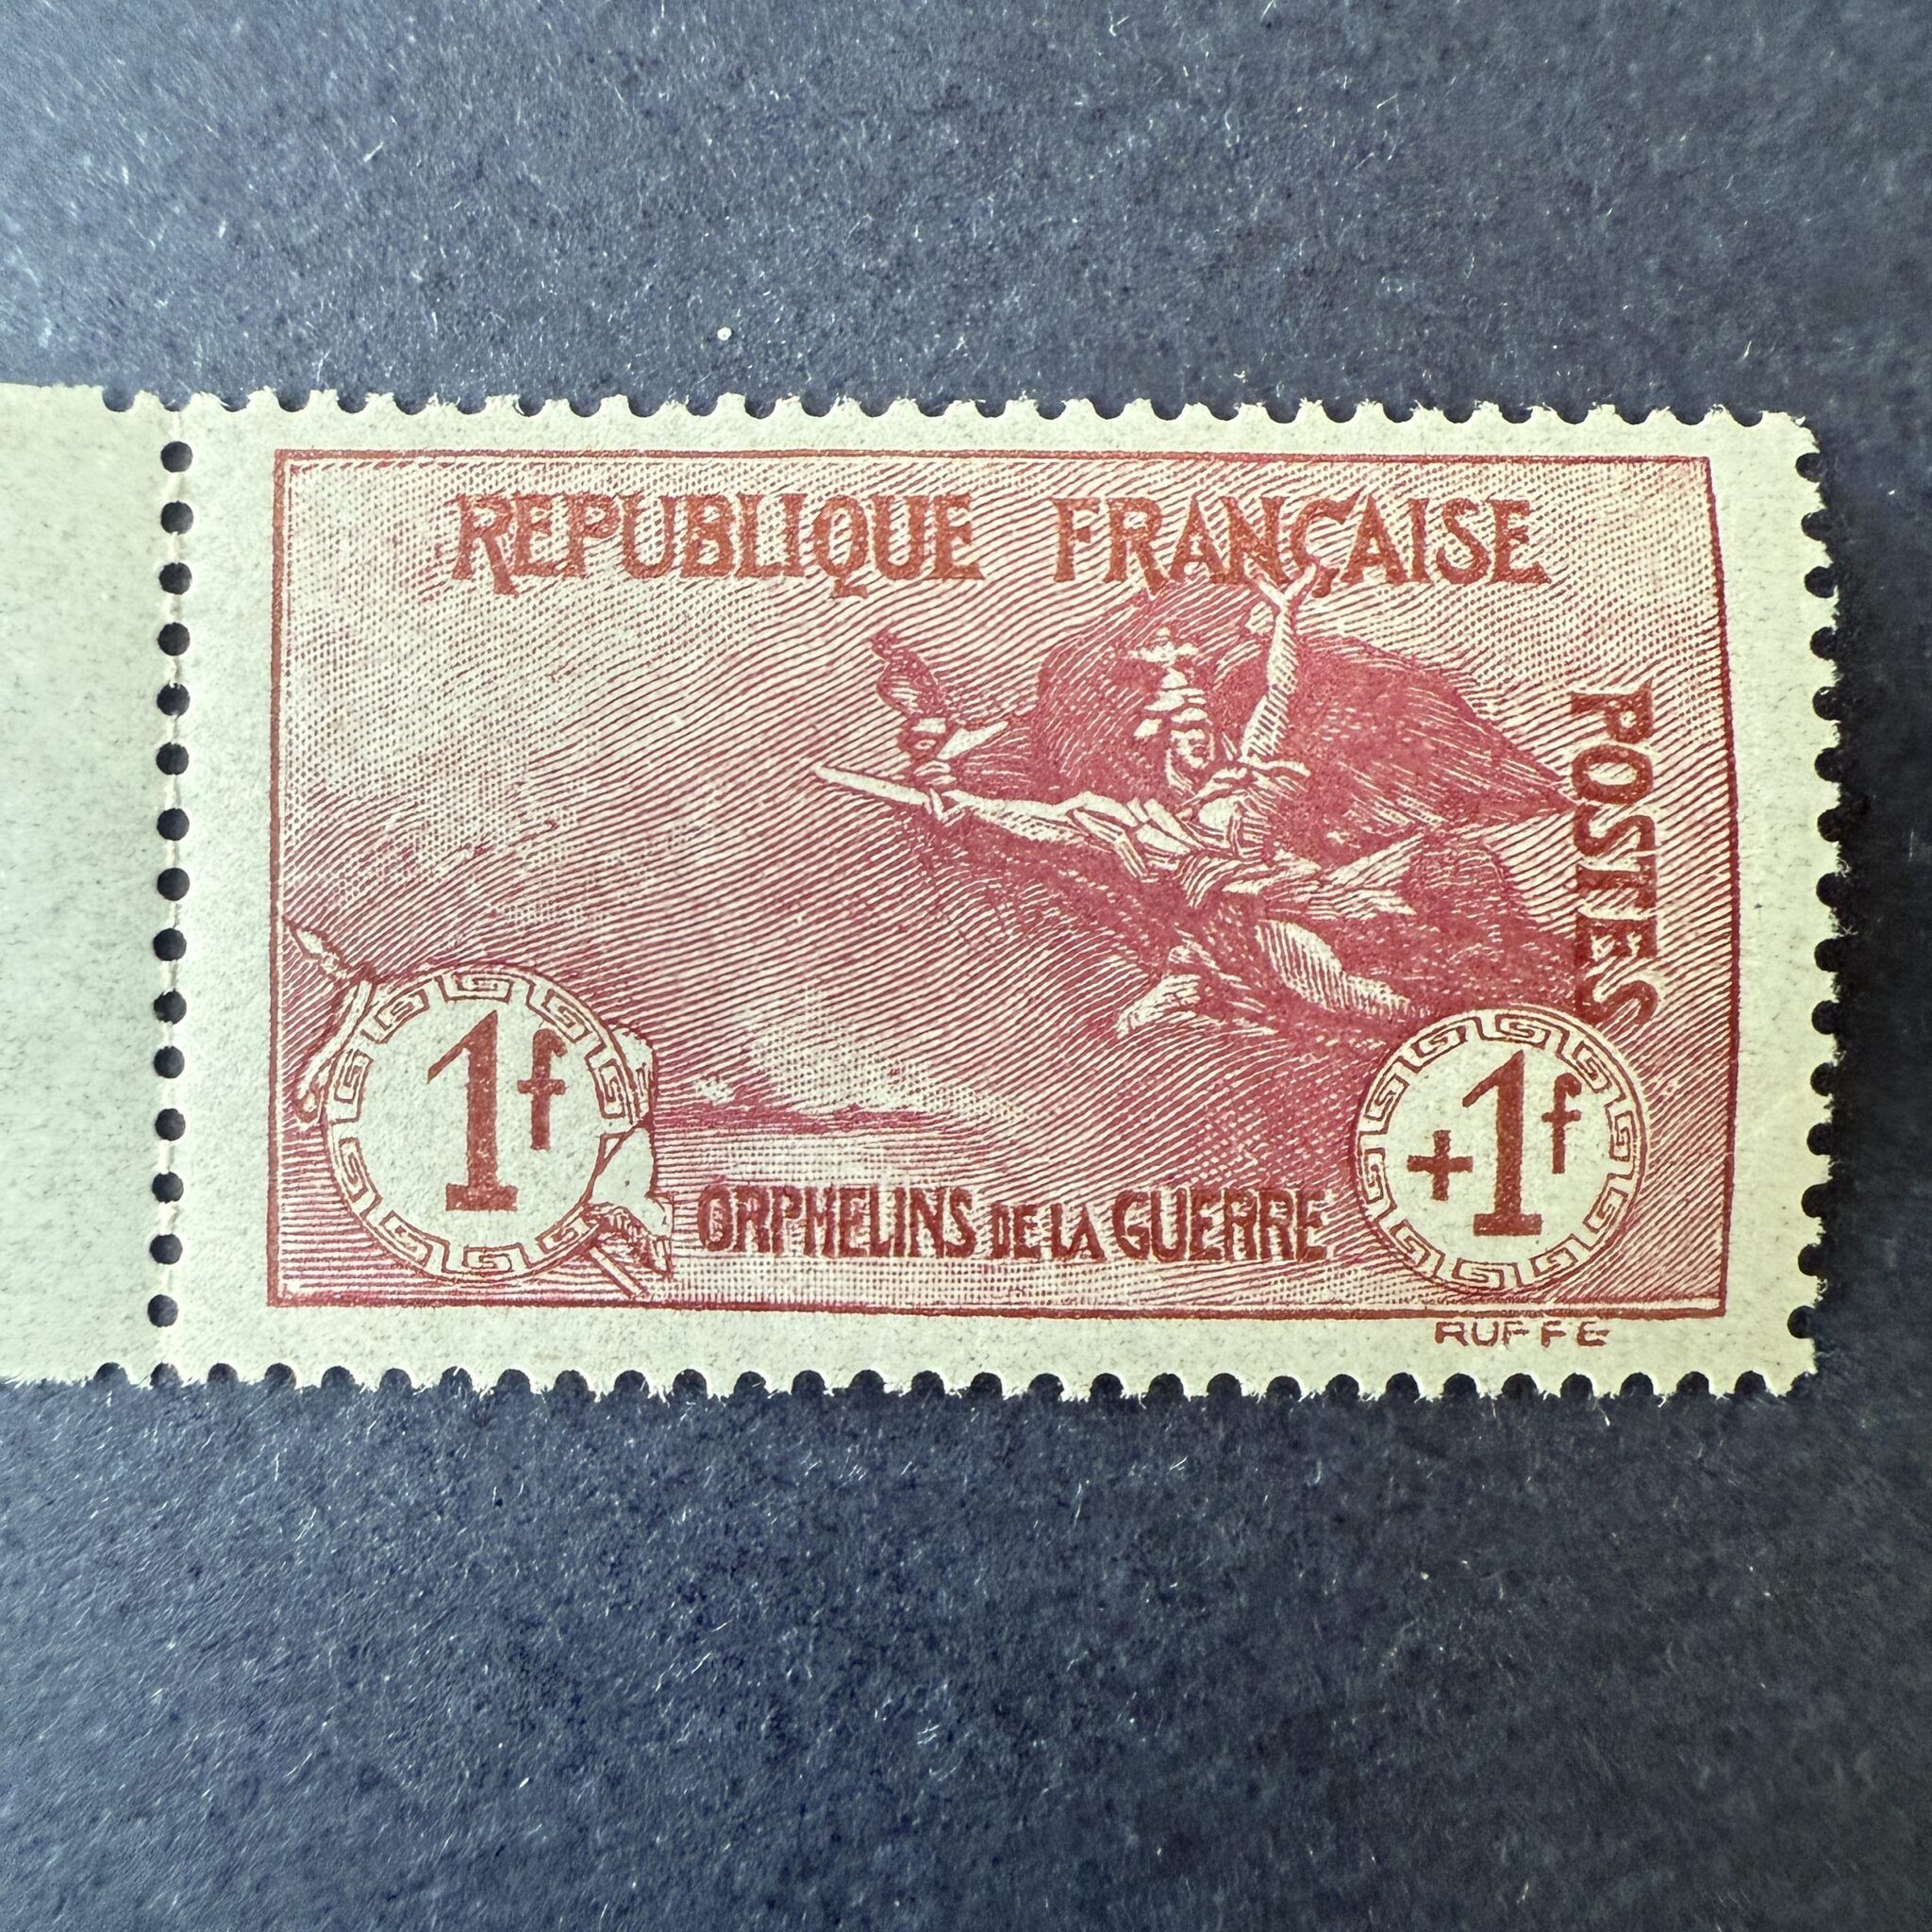 REPUBLIQUE FRANÇAISE
POSTES
1f
ORPHELINS DE LA GUERRE
+1f
RUFFE